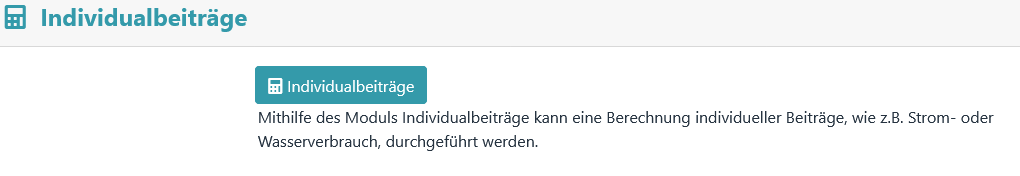 Individualbeiträge
Individualbeiträge
Mithilfe des Moduls Individualbeiträge kann eine Berechnung individueller Beiträge, wie z.B. Strom- oder
Wasserverbrauch, durchgeführt werden.